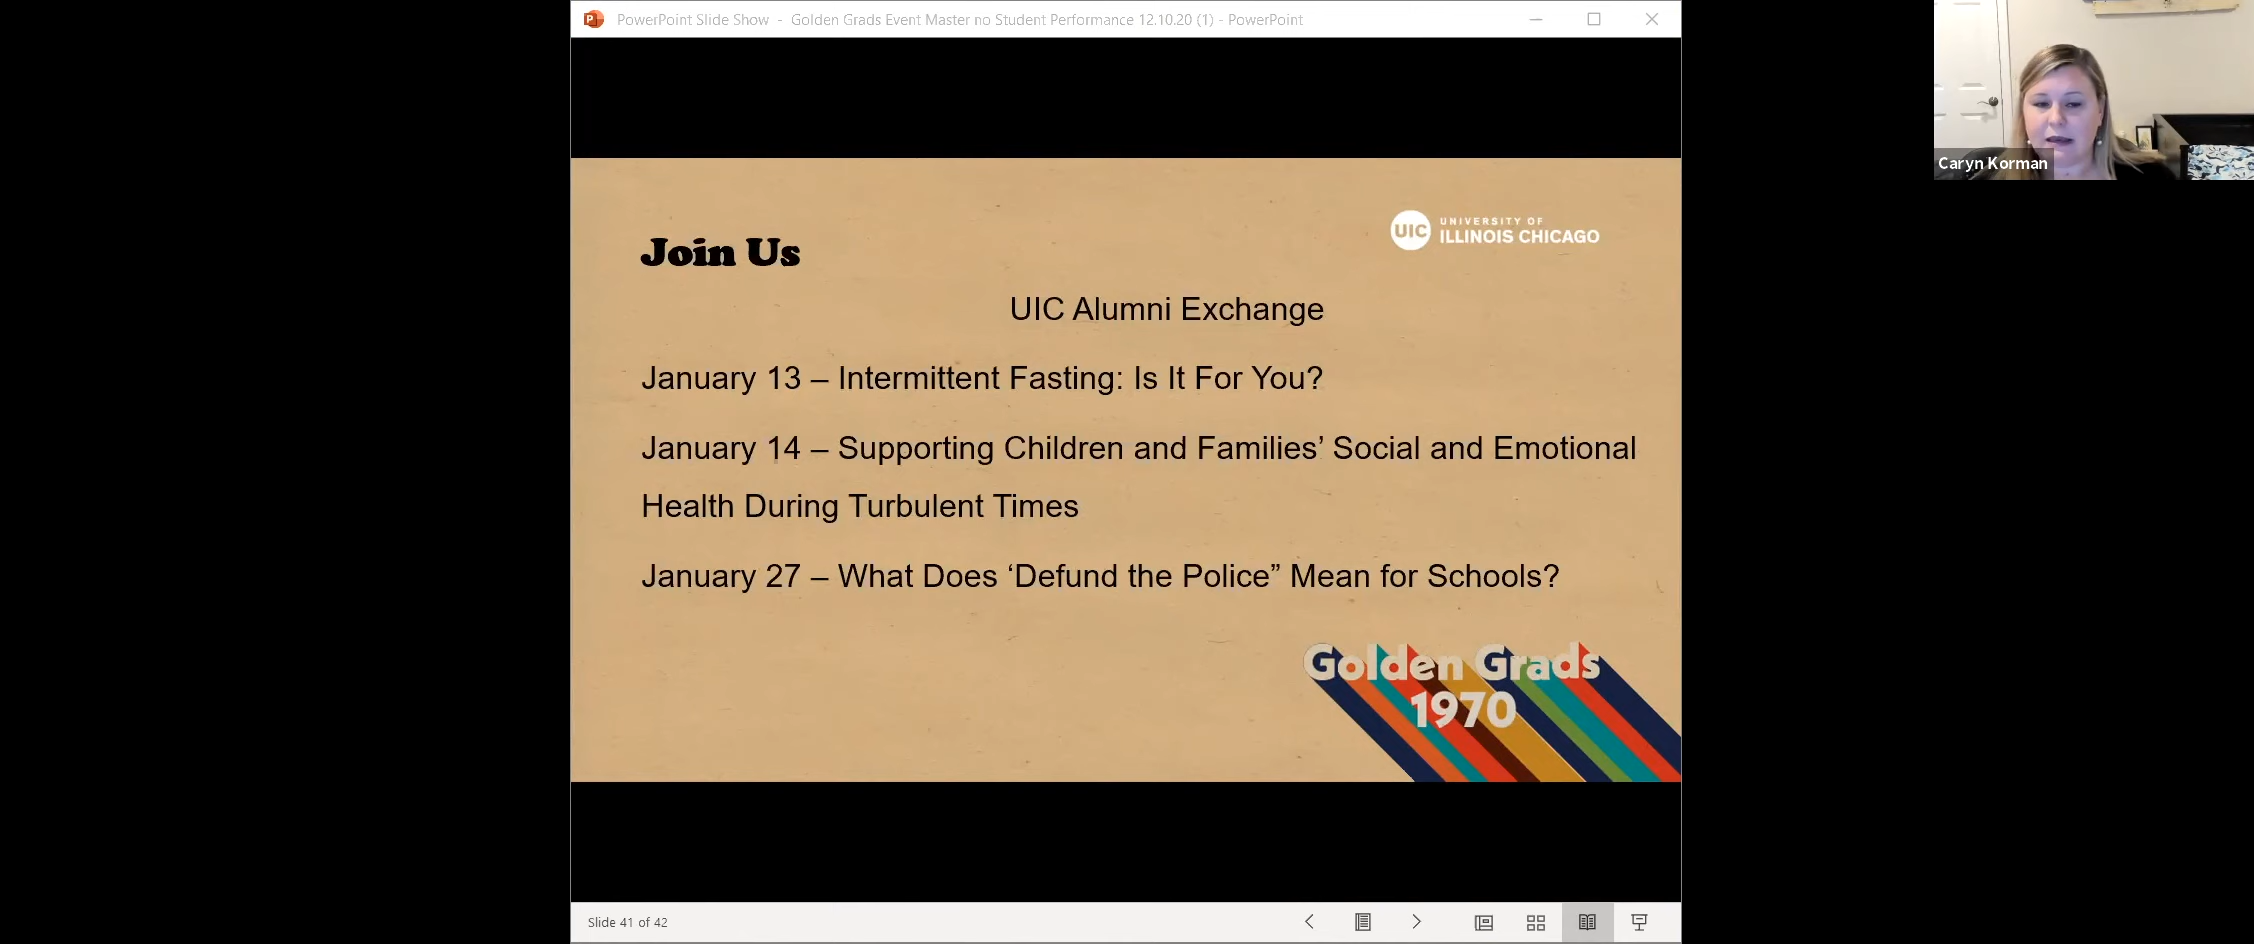 PowerPoint Slide Show - Golden Grads Event Master no Student Performance 12.10.20 (1) - PowerPoint
Caryn Korman
UIC
UNIVERSITY OF
ILLINOIS CHICAGO
Join Us
UIC Alumni Exchange
January 13 – Intermittent Fasting: Is It For You?
January 14 – Supporting Children and Families’ Social and Emotional
Health During Turbulent Times
January 27 – What Does ‘Defund the Police” Mean for Schools?
Golden Grads
1970
Slide 41 of 42